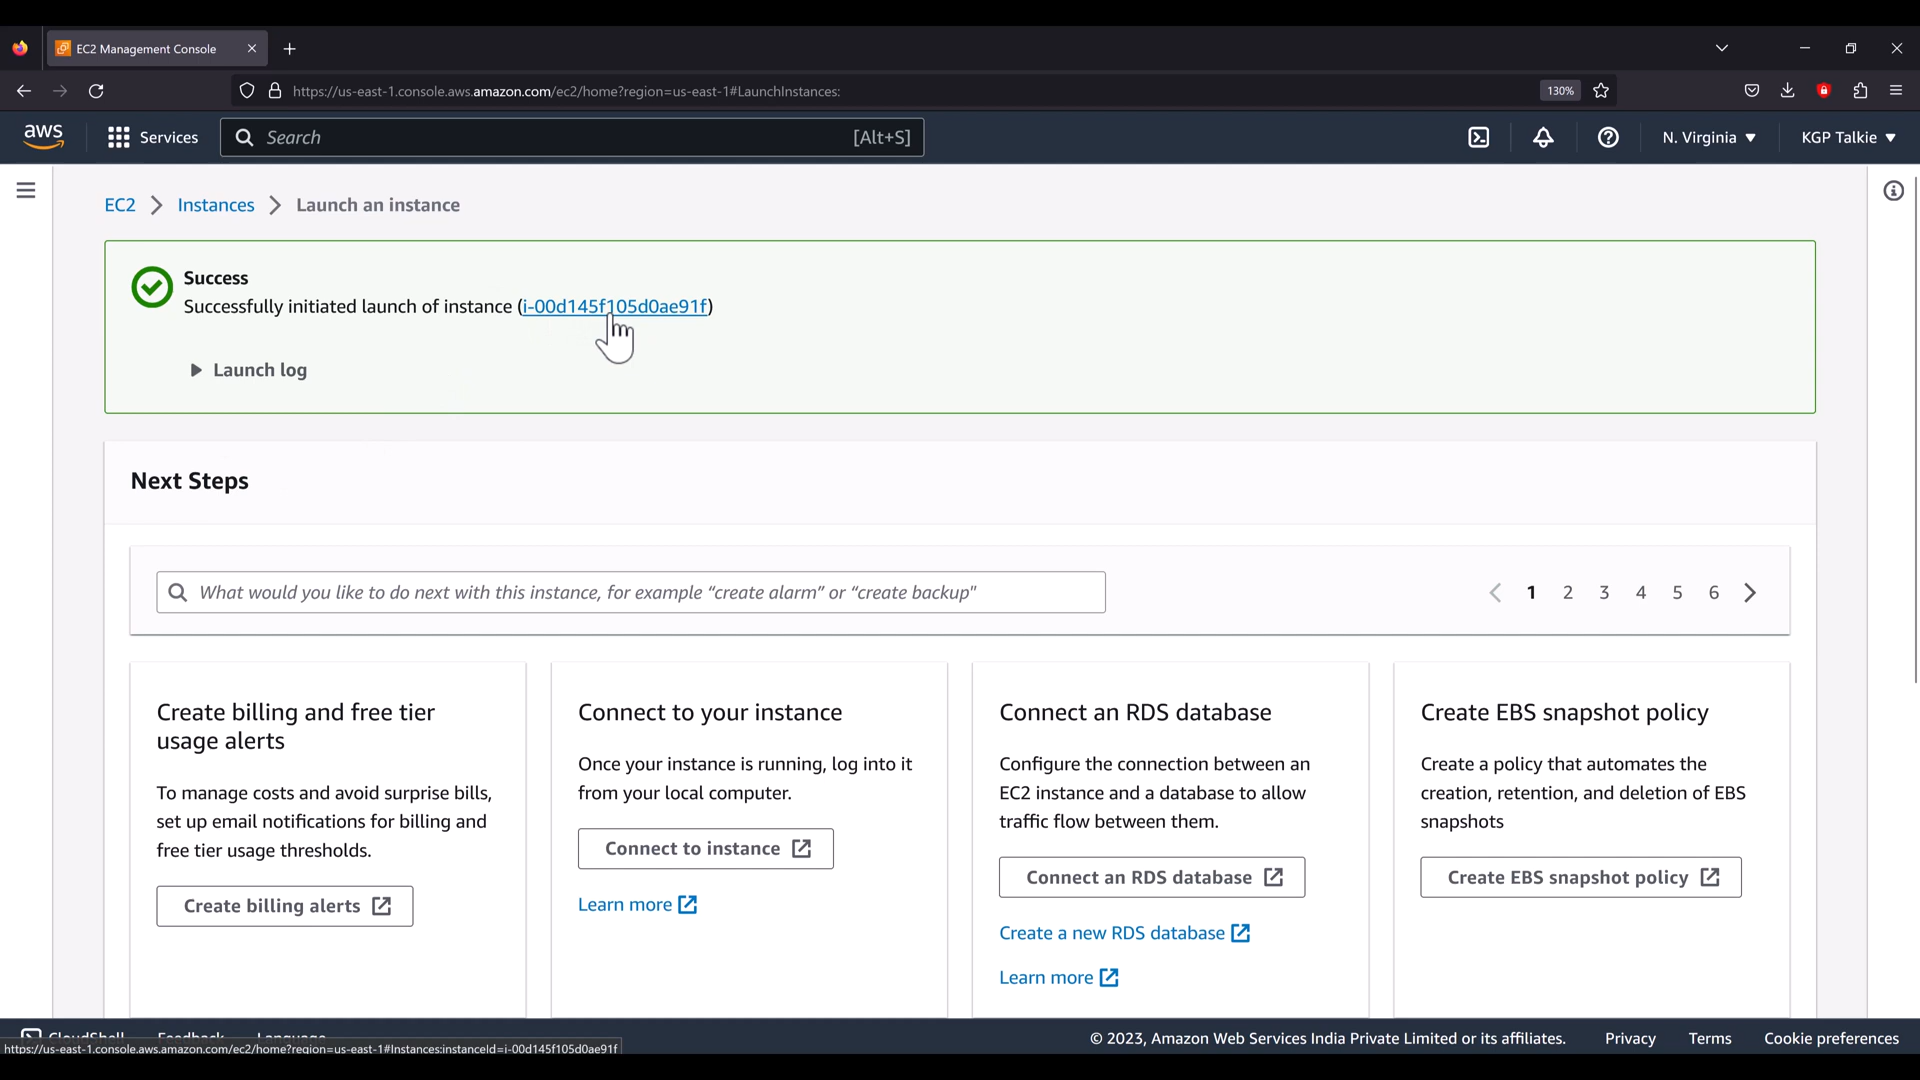 EC2 Management Console
https://us-east-1.console.aws.amazon.com/ec2/home?region=us-east-1#LaunchInstances:
130%
aws
Services
Search
[Alt+S]
N. Virginia
KGP Talkie
EC2
Instances
Launch an instance
Success
Successfully initiated launch of instance (i-00d145f105d0ae91f)
Launch log
Next Steps
What would you like to do next with this instance, for example “create alarm” or “create backup"
1 2 3 4 5 6
Create billing and free tier
usage alerts
To manage costs and avoid surprise bills,
set up email notifications for billing and
free tier usage thresholds.
Create billing alerts
Connect to your instance
Once your instance is running, log into it
from your local computer.
Connect to instance
Learn more
Connect an RDS database
Configure the connection between an
EC2 instance and a database to allow
traffic flow between them.
Connect an RDS database
Create a new RDS database
Learn more
Create EBS snapshot policy
Create a policy that automates the
creation, retention, and deletion of EBS
snapshots
Create EBS snapshot policy
CloudShell
Feedback
Language
© 2023, Amazon Web Services India Private Limited or its affiliates.
Privacy
Terms
Cookie preferences
https://us-east-1.console.aws.amazon.com/ec2/home?region=us-east-1#Instances:instanceId=i-00d145f105d0ae91f